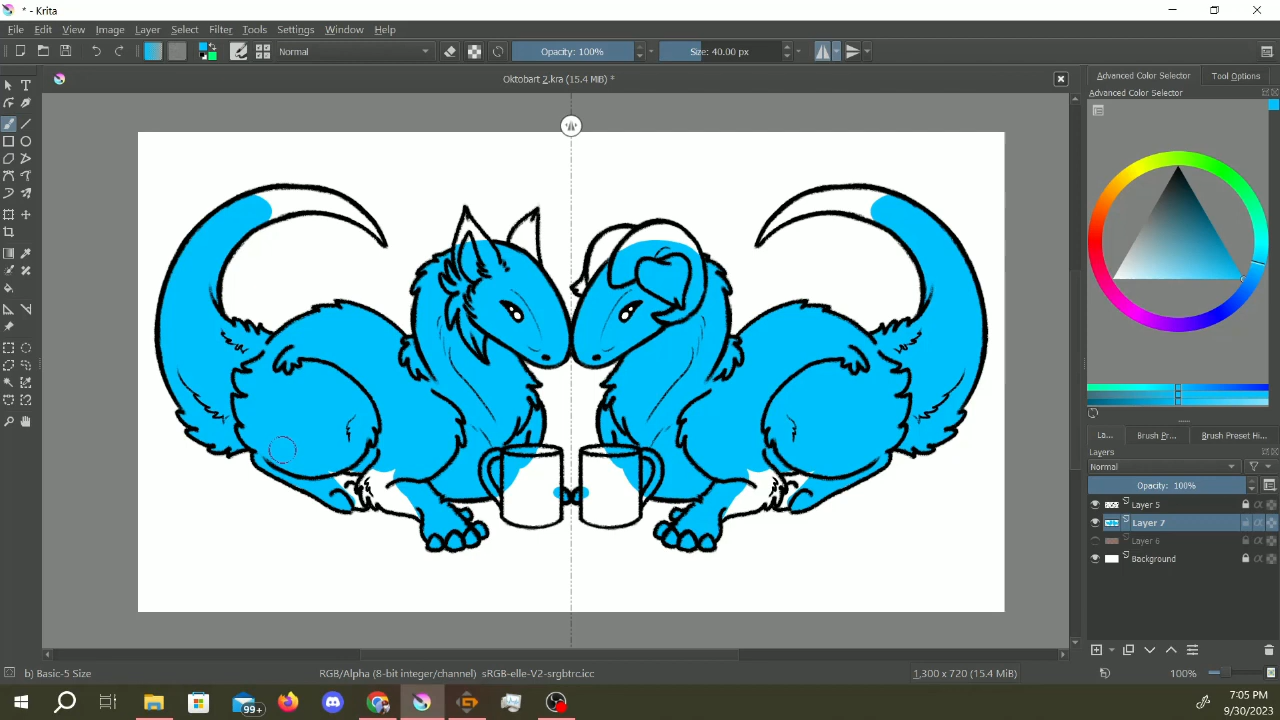 * - Krita
File Edit View Image Layer Select Filter Tools Settings Window Help
Normal Opacity: 100% Size: 40.00 px
Oktobart 2.kra (15.4 MiB) *
Advanced Color Selector Tool Options
Advanced Color Selector
La... Brush Pr... Brush Preset Hi...
Layers
Normal
Opacity: 100%
Layer 5
Layer 7
Layer 6
Background
b) Basic-5 Size RGB/Alpha (8-bit integer/channel) sRGB-elle-V2-srgbtrc.icc 1,300 x 720 (15.4 MiB) 100%
99+
7:05 PM
9/30/2023